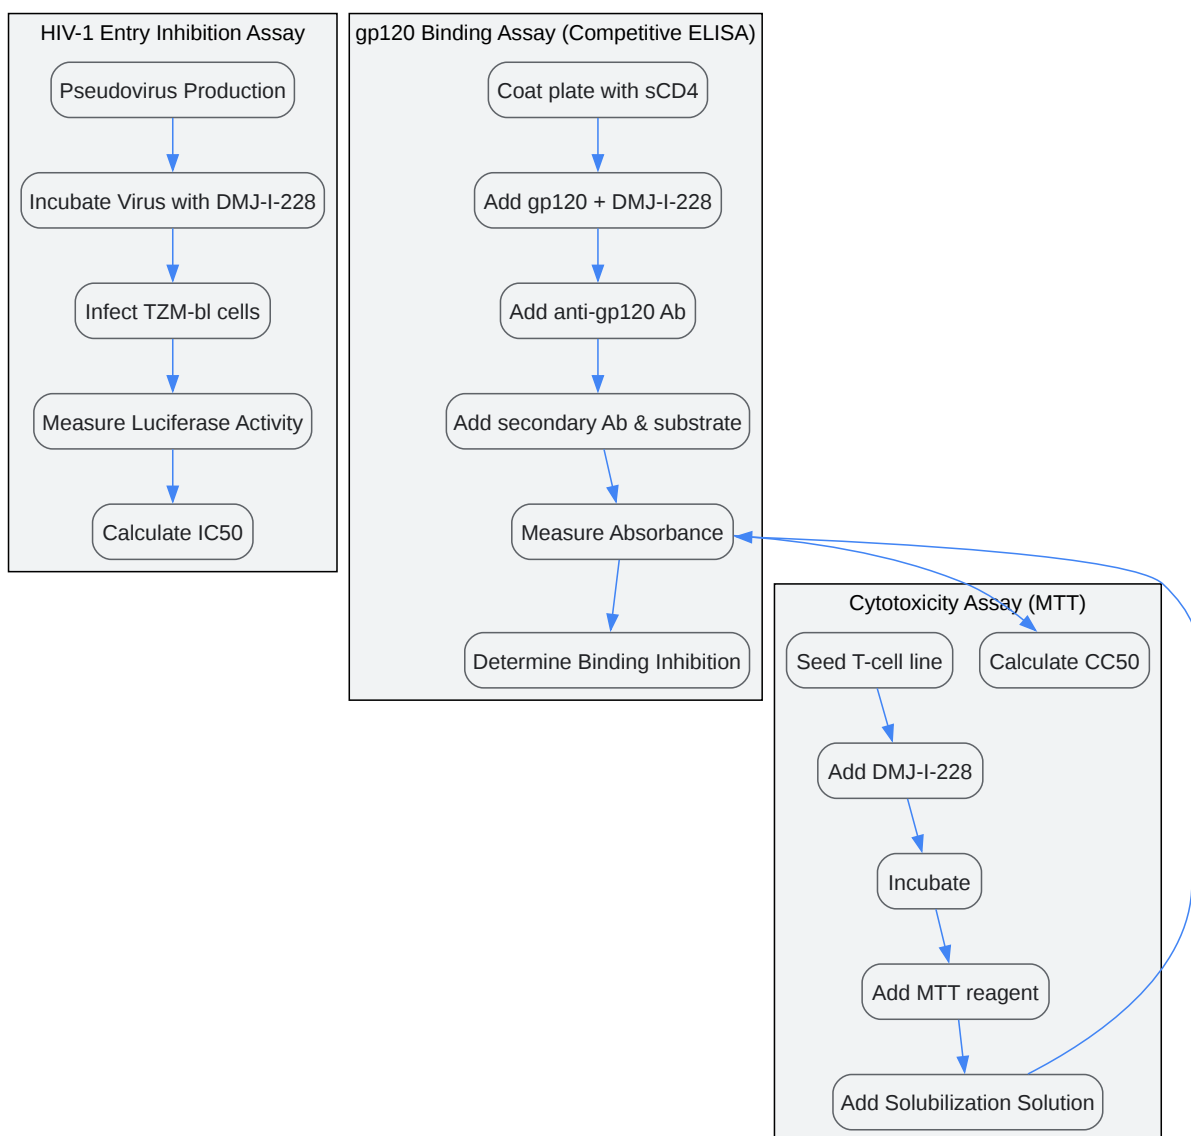 HIV-1 Entry Inhibition Assay
Pseudovirus Production
Incubate Virus with DMJ-I-228
Infect TZM-bl cells
Measure Luciferase Activity
Calculate IC50
gp120 Binding Assay (Competitive ELISA)
Coat plate with sCD4
Add gp120 + DMJ-I-228
Add anti-gp120 Ab
Add secondary Ab & substrate
Measure Absorbance
Determine Binding Inhibition
Cytotoxicity Assay (MTT)
Seed T-cell line
Calculate CC50
Add DMJ-I-228
Incubate
Add MTT reagent
Add Solubilization Solution